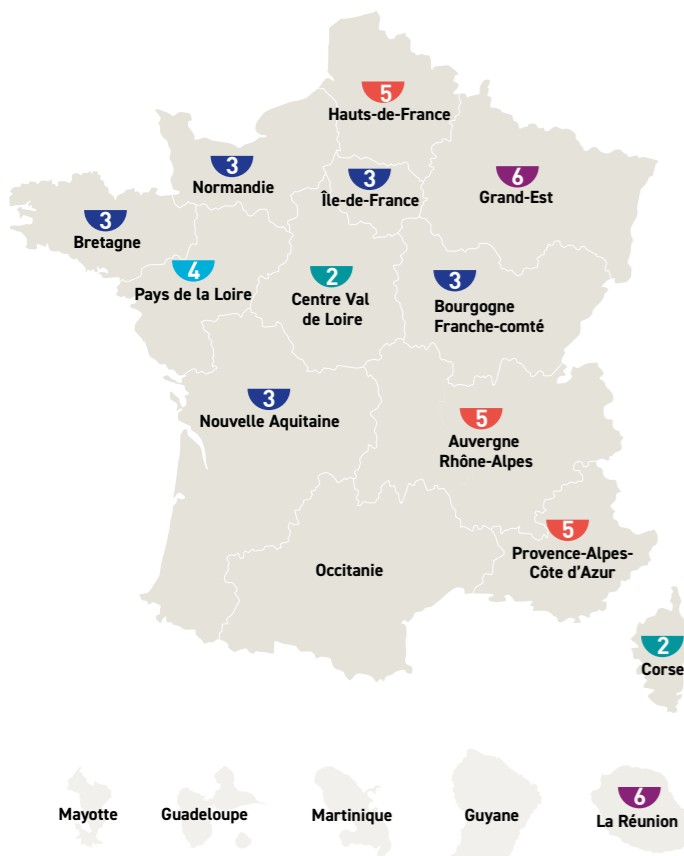 5
Hauts-de-France
3
Normandie
3
Île-de-France
6
Grand-Est
3
Bretagne
4
Pays de la Loire
2
Centre Val
de Loire
3
Bourgogne
Franche-comté
3
Nouvelle Aquitaine
5
Auvergne
Rhône-Alpes
5
Provence-Alpes-
Côte d'Azur
Occitanie
2
Corse
Mayotte
Guadeloupe
Martinique
Guyane
6
La Réunion